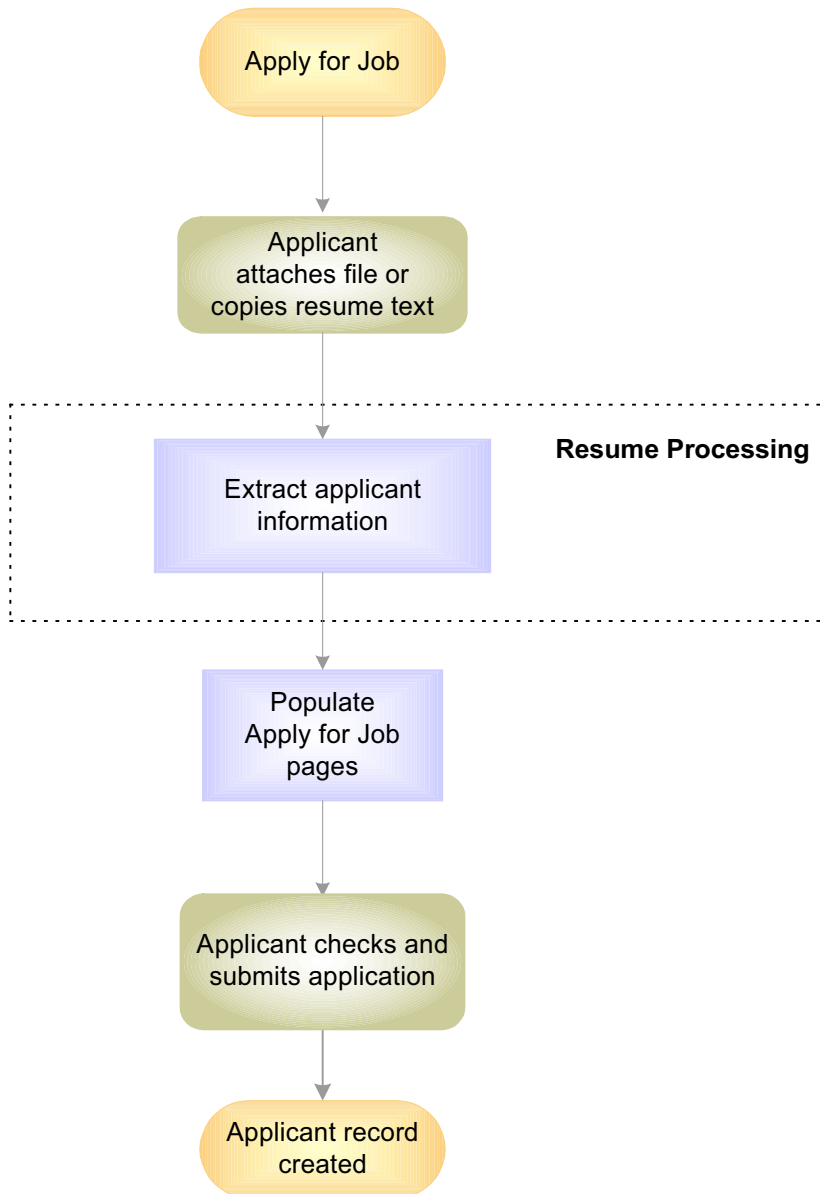 Apply for Job
Applicant
attaches file or
copies resume text
Resume Processing
Extract applicant
information
Populate
Apply for Job
pages
Applicant checks and
submits application
Applicant record
created